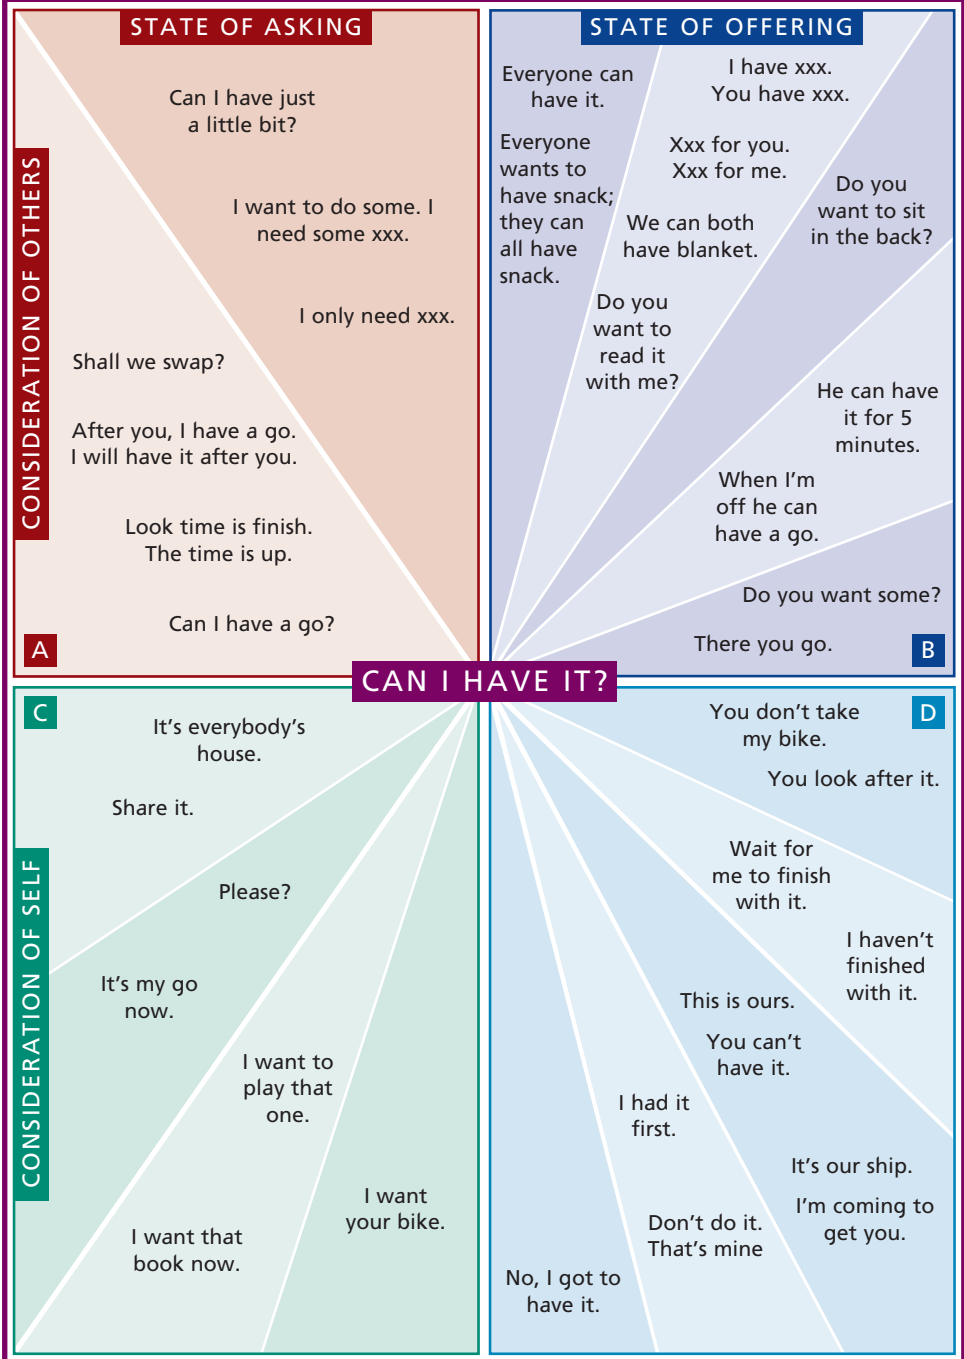 STATE OF ASKING
CONSIDERATION OF OTHERS
Can I have just
a little bit?
I want to do some. I
need some xxx.
I only need xxx.
Shall we swap?
After you, I have a go.
I will have it after you.
Look time is finish.
The time is up.
Can I have a go?
A
STATE OF OFFERING
Everyone can
have it.
Everyone
wants to
have snack;
they can
all have
snack.
I have xxx.
You have xxx.
Xxx for you.
Xxx for me.
We can both
have blanket.
Do you
want to
read it
with me?
Do you
want to sit
in the back?
He can have
it for 5
minutes.
When I'm
off he can
have a go.
Do you want some?
There you go.
B
CAN I HAVE IT?
C
CONSIDERATION OF SELF
It's everybody's
house.
Share it.
Please?
It's my go
now.
I want to
play that
one.
I want that
book now.
I want
your bike.
D
You don't take
my bike.
You look after it.
Wait for
me to finish
with it.
I haven't
finished
with it.
This is ours.
You can't
have it.
It's our ship.
I'm coming to
get you.
I had it
first.
Don't do it.
That's mine
No, I got to
have it.